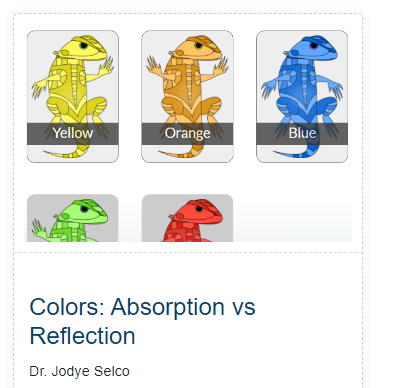 Yellow Orange Blue
Colors: Absorption vs
Reflection
Dr. Jodye Selco